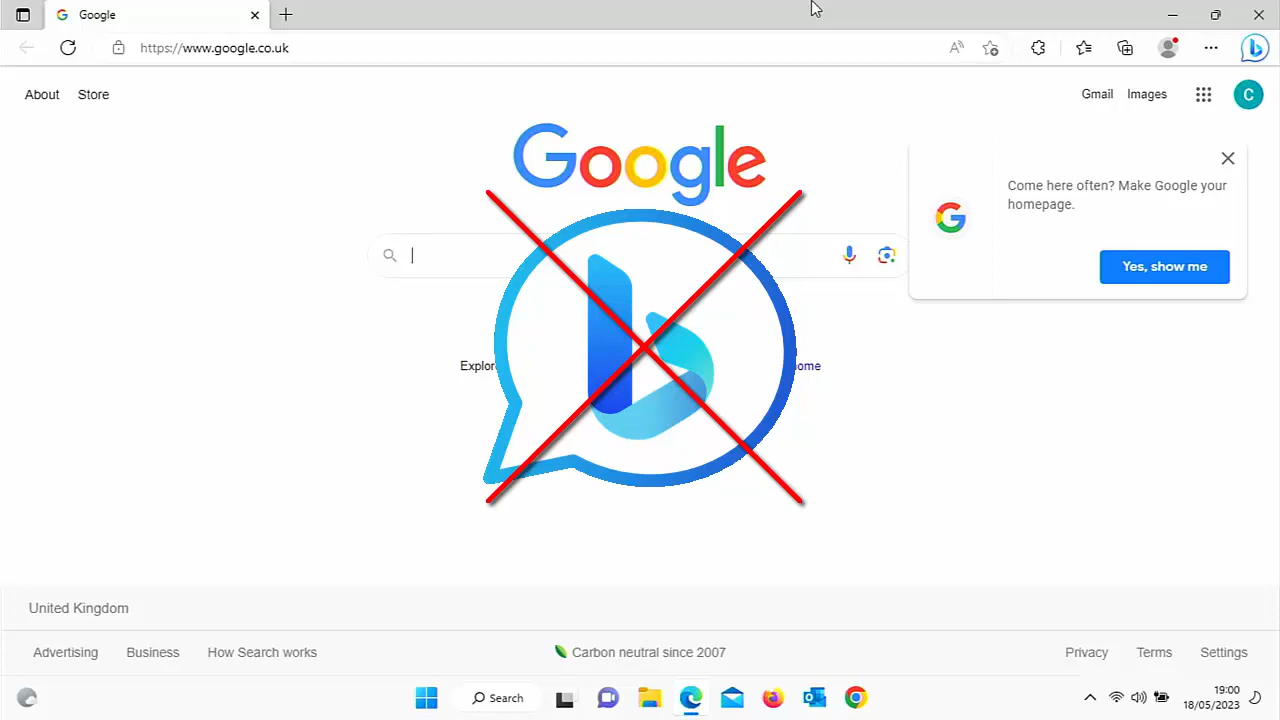 Google
https://www.google.co.uk
About Store
Gmail Images
C
Google
Come here often? Make Google your
homepage.
Yes, show me
United Kingdom
Advertising Business How Search works
Carbon neutral since 2007
Privacy Terms Settings
Search
19:00
18/05/2023